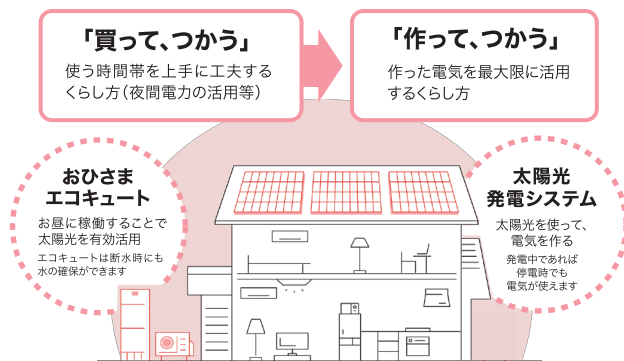 「買って、つかう」
使う時間帯を上手に工夫する
くらし方（夜間電力の活用等）
「作って、つかう」
作った電気を最大限に活用
するくらし方
おひさま
エコキュート
お昼に稼働することで
太陽光を有効活用
エコキュートは断水時にも
水の確保ができます
太陽光
発電システム
太陽光を使って、
電気を作る
発電中であれば
停電時でも
電気が使えます